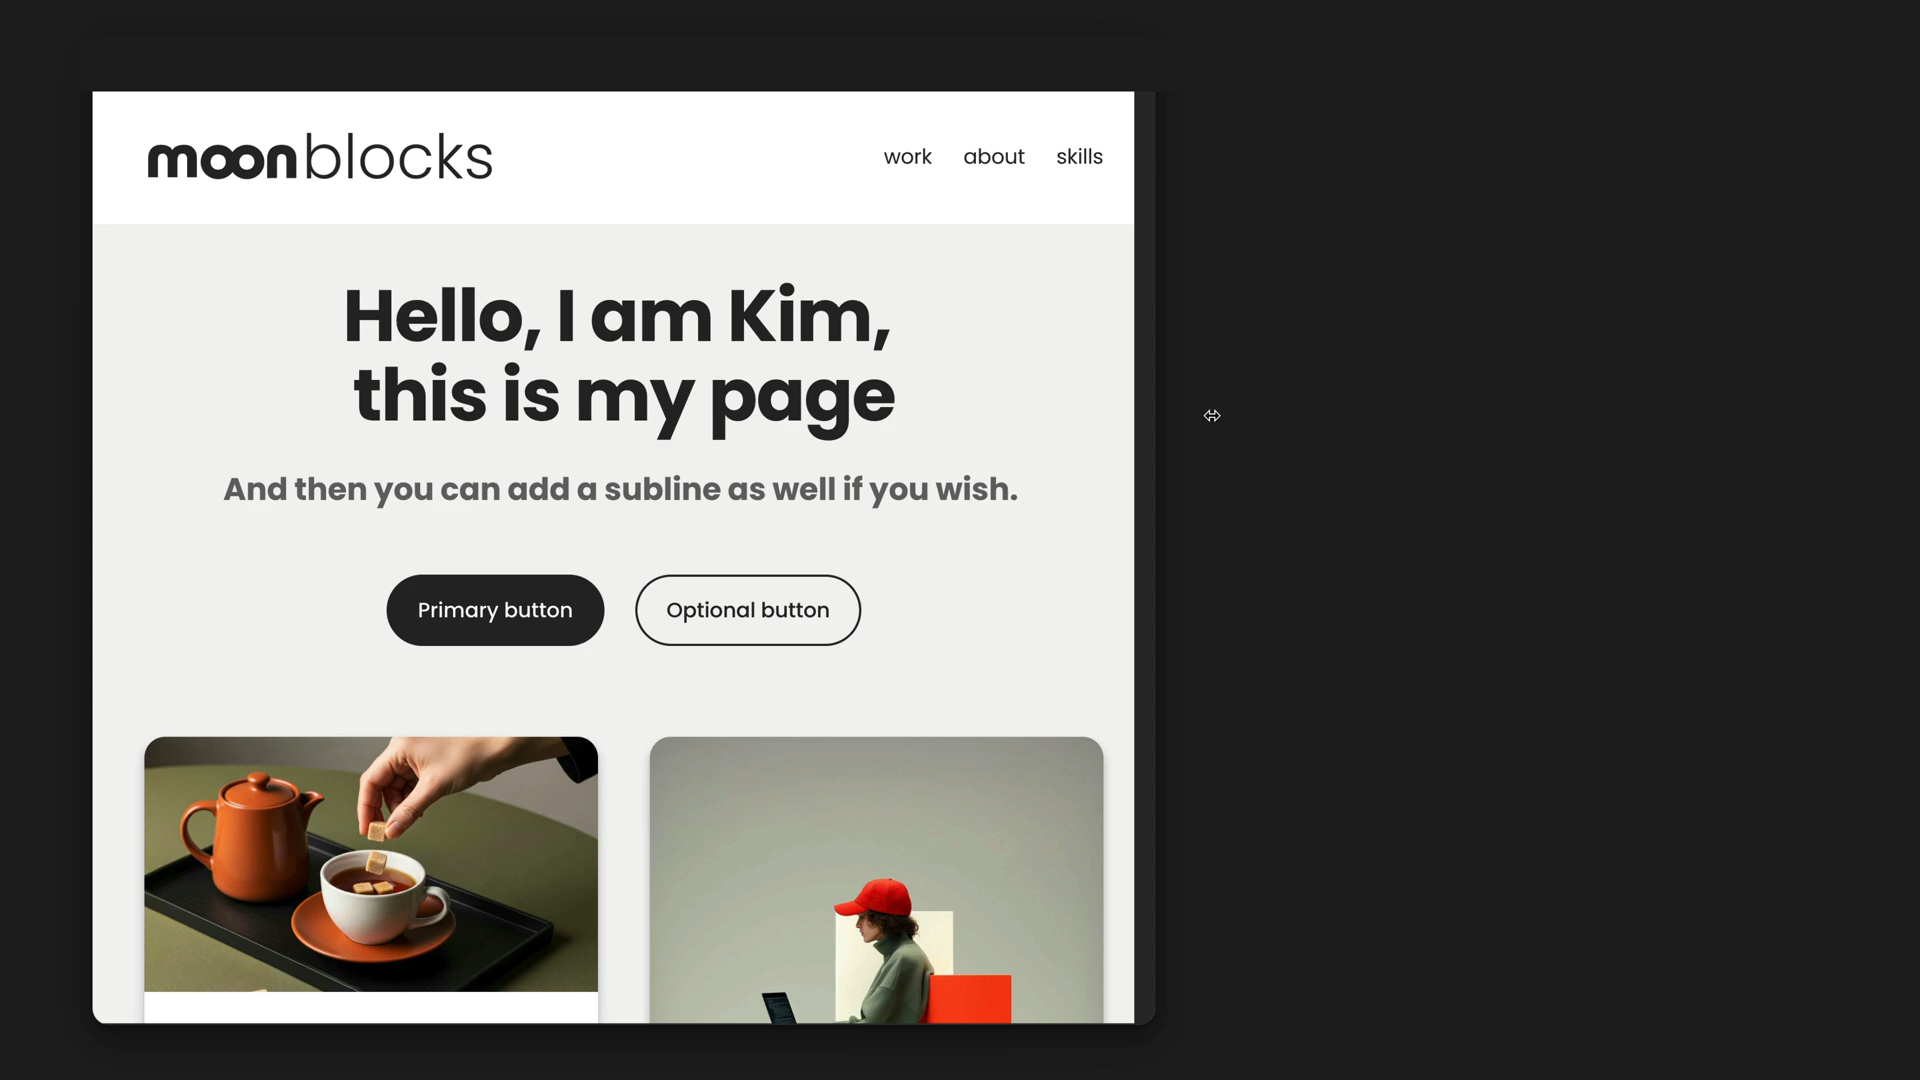 moonblocks
work about skills
Hello, I am Kim,
this is my page
And then you can add a subline as well if you wish.
Primary button Optional button